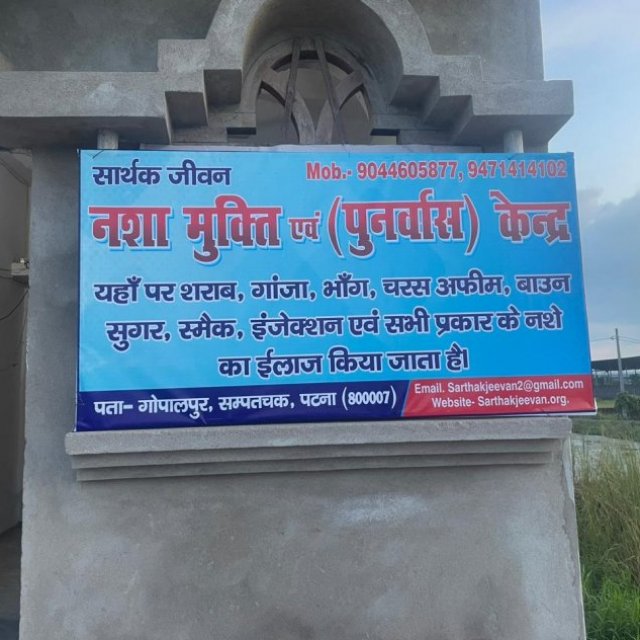 सार्थक जीवन Mob.- 9044605877, 9471414102
नशा मुक्ति एवं (पुनर्वास) केन्द्र
यहाँ पर शराब, गांजा, भाँग, चरस अफीम, बाउन
सुगर, स्मैक, इंजेक्शन एवं सभी प्रकार के नशे
का ईलाज किया जाता है।
पता- गोपालपुर, सम्पतचक, पटना (800007)
Email. Sarthakjeevan2@gmail.com
Website- Sarthakjeevan.org.